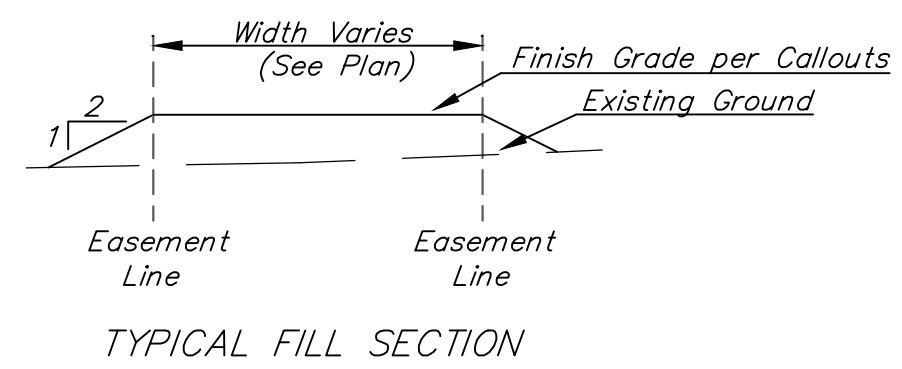 Width Varies
(See Plan)
Finish Grade per Callouts
Existing Ground
2
1
Easement
Line
Easement
Line
TYPICAL FILL SECTION